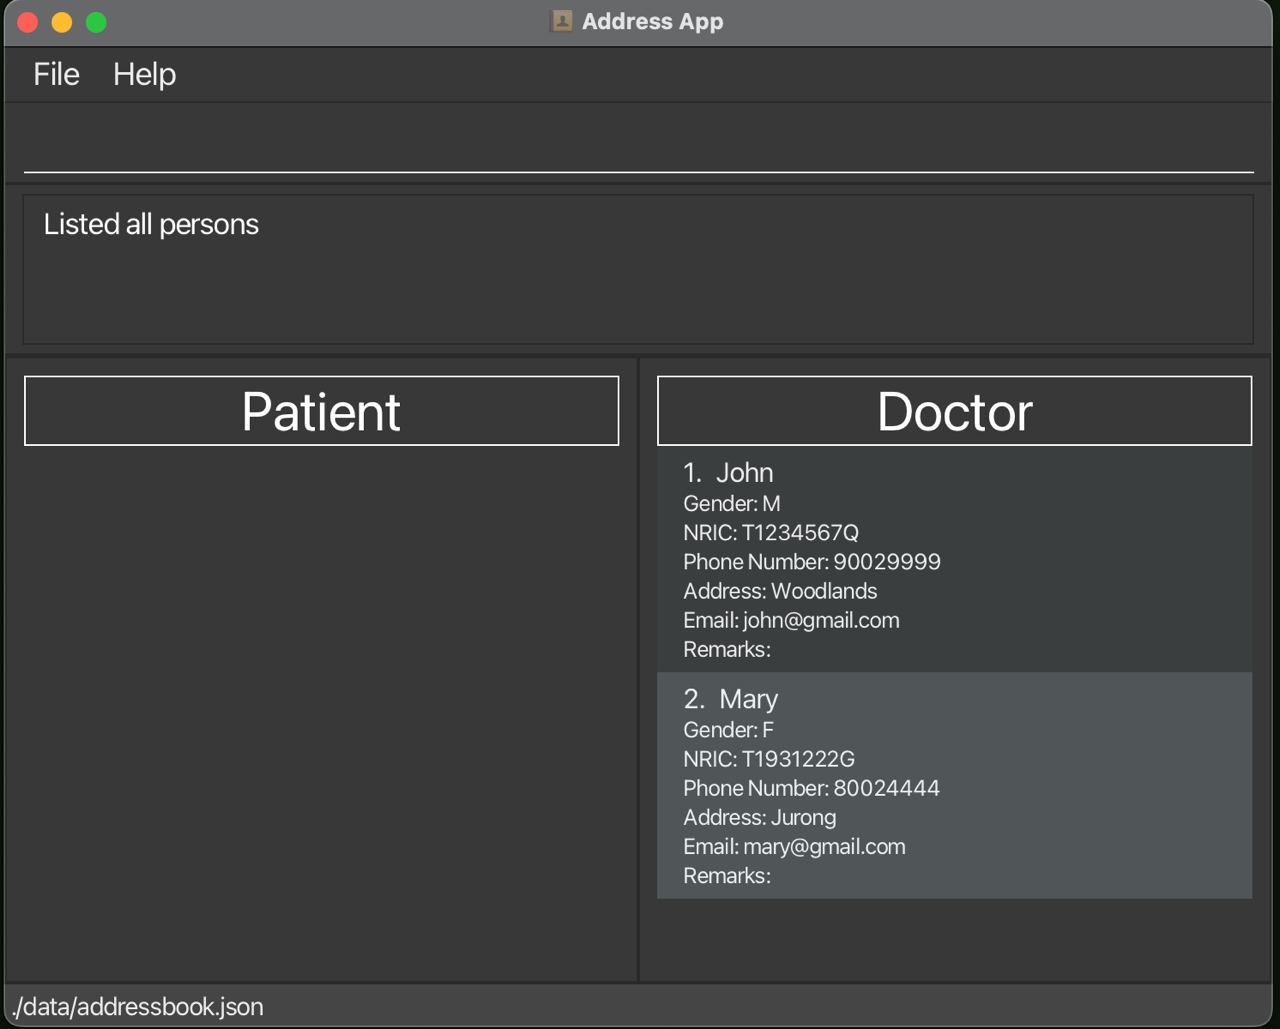 Address App
File Help
Listed all persons
Patient
Doctor
1. John
Gender: M
NRIC: T1234567Q
Phone Number: 90029999
Address: Woodlands
Email: john@gmail.com
Remarks:
2. Mary
Gender: F
NRIC: T1931222G
Phone Number: 80024444
Address: Jurong
Email: mary@gmail.com
Remarks:
./data/addressbook.json